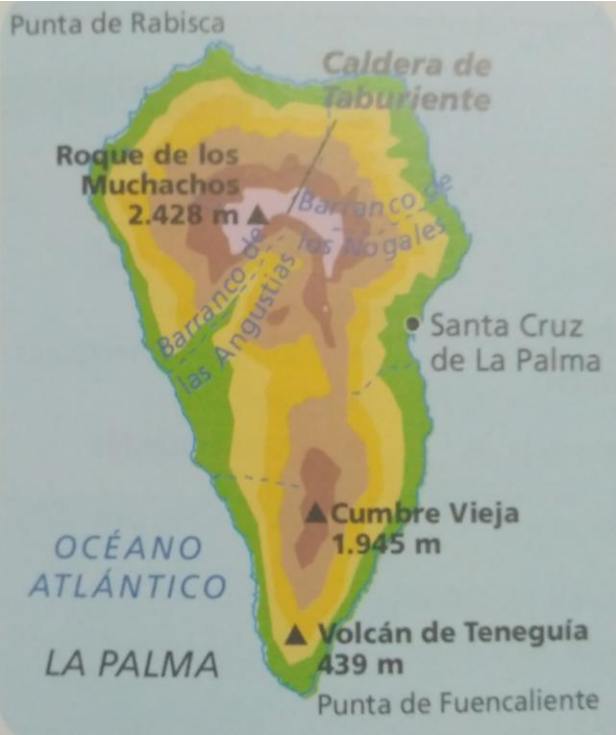 Punta de Rabisca
Caldera de
Taburiente
Roque de los
Muchachos
2.428 m
Barranco de
los Nogales
Barranco de
las Angustias
Santa Cruz
de La Palma
Cumbre Vieja
1.945 m
OCÉANO
ATLÁNTICO
Volcán de Teneguía
439 m
LA PALMA
Punta de Fuencaliente